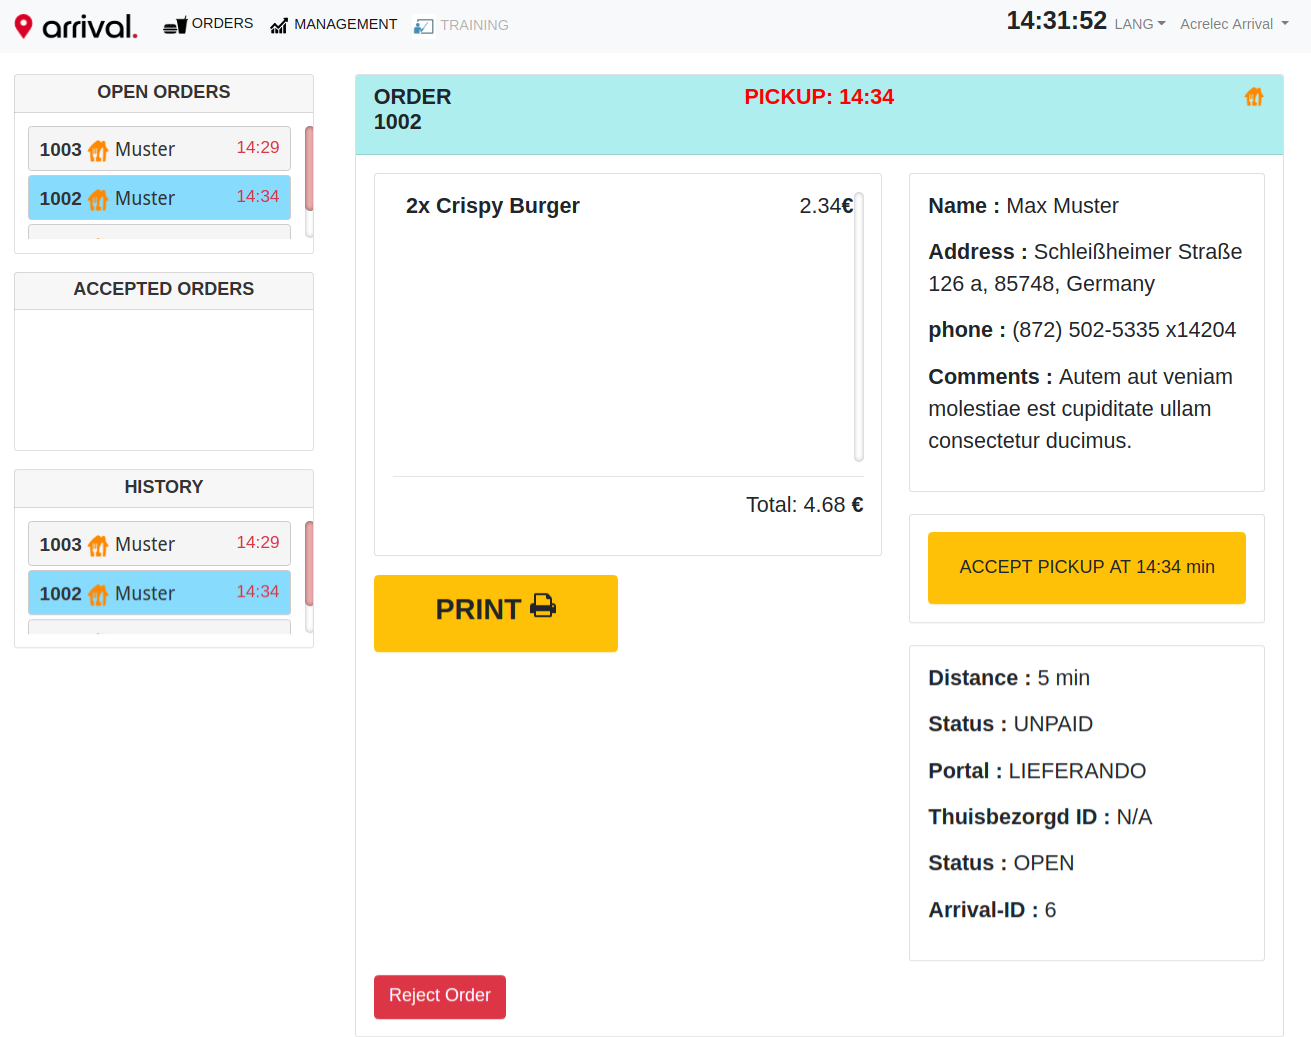 arrival.
ORDERS
MANAGEMENT
TRAINING
14:31:52
LANG
Acrelec Arrival
OPEN ORDERS
1003 Muster 14:29
1002 Muster 14:34
ACCEPTED ORDERS
HISTORY
1003 Muster 14:29
1002 Muster 14:34
ORDER
1002
PICKUP: 14:34
2x Crispy Burger 2.34€
Total: 4.68 €
PRINT
Reject Order
Name : Max Muster
Address : Schleißheimer Straße
126 a, 85748, Germany
phone : (872) 502-5335 x14204
Comments : Autem aut veniam
molestiae est cupiditate ullam
consectetur ducimus.
ACCEPT PICKUP AT 14:34 min
Distance : 5 min
Status : UNPAID
Portal : LIEFERANDO
Thuisbezorgd ID : N/A
Status : OPEN
Arrival-ID : 6